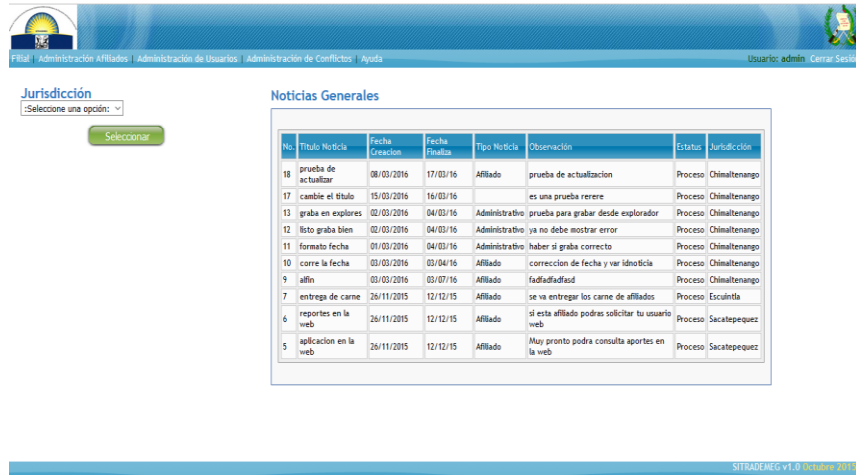 Filial | Administración Afiliados | Administración de Usuarios | Administración de Conflictos | Ayuda
Usuario: admin Cerrar Sesión
Jurisdicción
:Seleccione una opción:
Seleccionar
Noticias Generales
No. Titulo Noticia Fecha Creacion Fecha Finaliza Tipo Noticia Observación Estatus Jurisdicción
18 prueba de actualizar 08/03/2016 17/03/16 Afiliado prueba de actualizacion Proceso Chimaltenango
17 cambie el titulo 15/03/2016 16/03/16 es una prueba rerere Proceso Chimaltenango
13 graba en explores 02/03/2016 04/03/16 Administrativo prueba para grabar desde explorador Proceso Chimaltenango
12 listo graba bien 02/03/2016 04/03/16 Administrativo ya no debe mostrar error Proceso Chimaltenango
11 formato fecha 01/03/2016 04/03/16 Administrativo haber si graba correcto Proceso Chimaltenango
10 corre la fecha 03/03/2016 03/04/16 Afiliado correccion de fecha y var idnoticia Proceso Chimaltenango
9 alfin 03/03/2016 03/07/16 Afiliado fadfadfadfasd Proceso Chimaltenango
7 entrega de carne 26/11/2015 12/12/15 Afiliado se va entregar los carne de afiliados Proceso Escuintla
6 reportes en la web 26/11/2015 12/12/15 Afiliado si esta afiliado podras solicitar tu usuario web Proceso Sacatepequez
5 aplicacion en la web 26/11/2015 12/12/15 Afiliado Muy pronto podra consulta aportes en la web Proceso Sacatepequez
SITRADEMEG v1.0 Octubre 2015